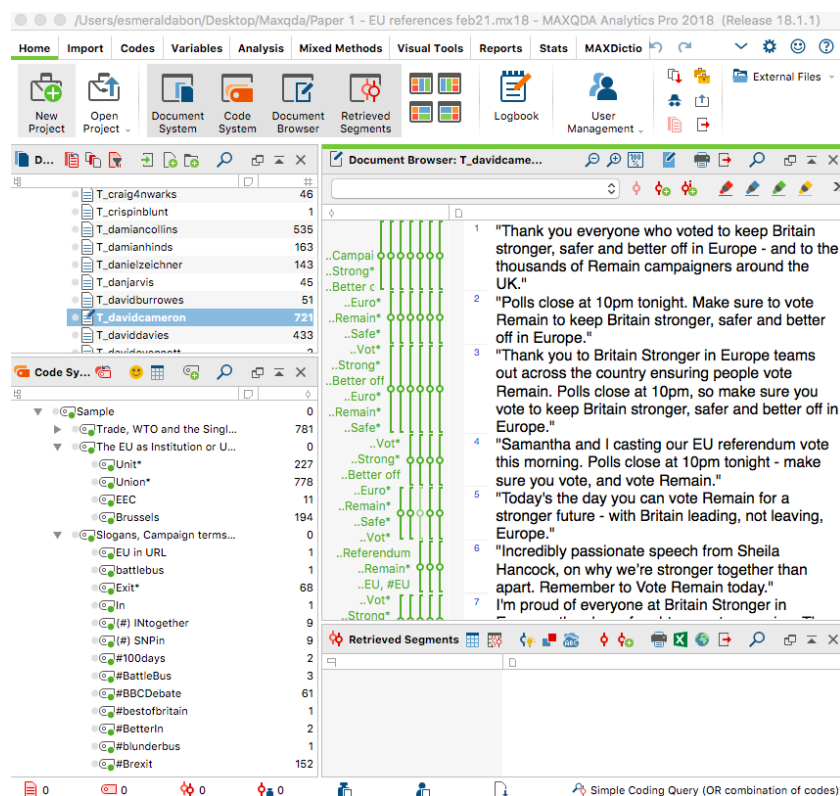 /Users/esmeraldabon/Desktop/Maxqda/Paper 1 - EU references feb21.mx18 - MAXQDA Analytics Pro 2018 (Release 18.1.1)
Home Import Codes Variables Analysis Mixed Methods Visual Tools Reports Stats MAXDictio
New Project
Open Project
Document System
Code System
Document Browser
Retrieved Segments
Logbook
User Management
External Files
D...
#
T_craig4nwarks 46
T_crispinblunt 1
T_damiancollins 535
T_damianhinds 163
T_danielzeichner 143
T_danjarvis 45
T_davidburrowes 51
T_davidcameron 721
T_daviddavies 433
Code Sy...
Sample 0
Trade, WTO and the Singl... 781
The EU as Institution or U... 0
Unit* 227
Union* 778
EEC 11
Brussels 194
Slogans, Campaign terms... 0
EU in URL 1
battlebus 1
Exit* 68
In 1
(#) INtogether 9
(#) SNPin 9
#100days 2
#BattleBus 3
#BBCDebate 61
#bestofbritain 1
#BetterIn 2
#blunderbus 1
#Brexit 152
Document Browser: T_davidcame...
100 %
..Campai
..Strong*
..Better c
..Euro*
..Remain*
..Safe*
..Vot*
..Strong*
..Better off
..Euro*
..Remain*
..Safe*
..Vot*
..Strong*
..Better off
..Euro*
..Remain*
..Safe*
..Vot*
..Referendum
..Remain*
..EU, #EU
..Vot*
..Strong*
1 "Thank you everyone who voted to keep Britain
stronger, safer and better off in Europe - and to the
thousands of Remain campaigners around the
UK."
2 "Polls close at 10pm tonight. Make sure to vote
Remain to keep Britain stronger, safer and better
off in Europe."
3 "Thank you to Britain Stronger in Europe teams
out across the country ensuring people vote
Remain. Polls close at 10pm, so make sure you
vote to keep Britain stronger, safer and better off in
Europe."
4 "Samantha and I casting our EU referendum vote
this morning. Polls close at 10pm tonight - make
sure you vote, and vote Remain."
5 "Today's the day you can vote Remain for a
stronger future - with Britain leading, not leaving,
Europe."
6 "Incredibly passionate speech from Sheila
Hancock, on why we're stronger together than
apart. Remember to Vote Remain today."
7 I'm proud of everyone at Britain Stronger in
Retrieved Segments
0 0 0 0
Simple Coding Query (OR combination of codes)